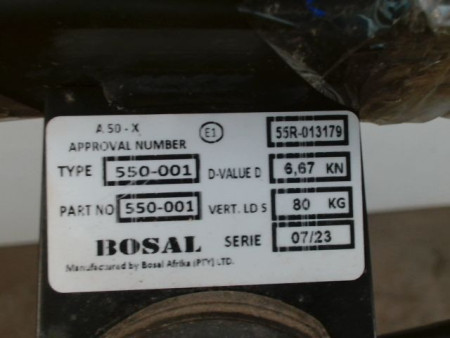 A 50 - X E1 55R-013179
APPROVAL NUMBER
TYPE 550-001 D-VALUE D 6,67 KN
PART NO 550-001 VERT. LD S 80 KG
BOSAL SERIE 07/23
Manufactured by Bosal Afrika (PTY) LTD.